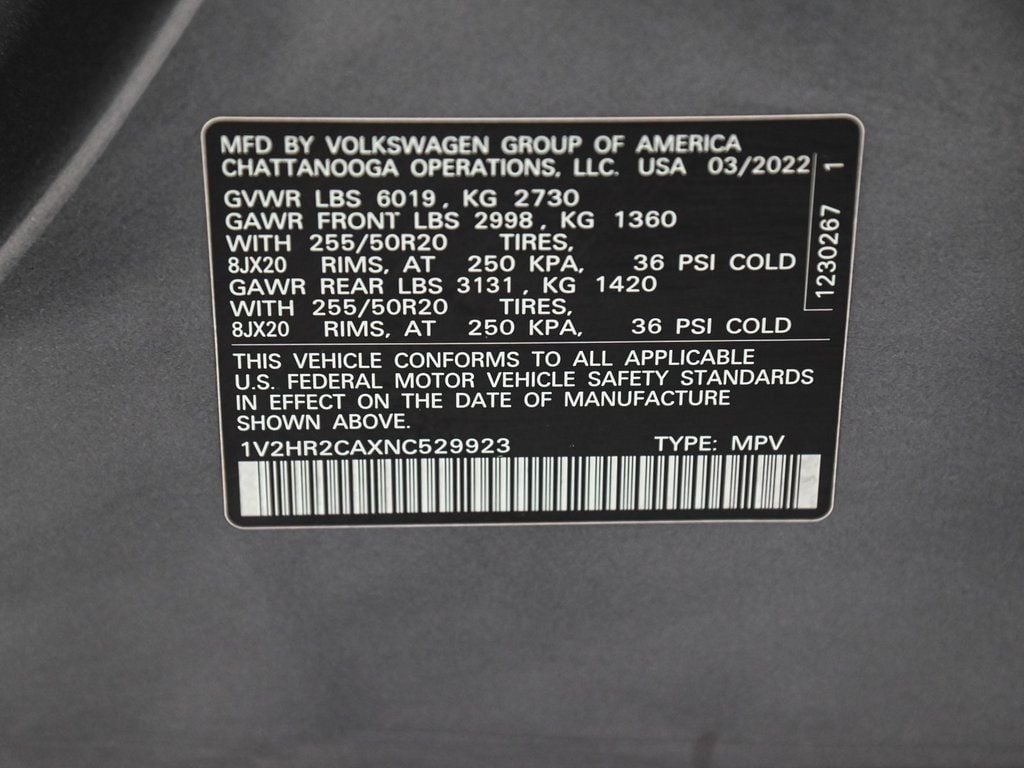 MFD BY VOLKSWAGEN GROUP OF AMERICA
CHATTANOOGA OPERATIONS, LLC. USA 03/2022
GVWR LBS 6019, KG 2730
GAWR FRONT LBS 2998, KG 1360
WITH 255/50R20 TIRES,
8JX20 RIMS, AT 250 KPA, 36 PSI COLD
GAWR REAR LBS 3131, KG 1420
WITH 255/50R20 TIRES,
8JX20 RIMS, AT 250 KPA, 36 PSI COLD
1230267 1
THIS VEHICLE CONFORMS TO ALL APPLICABLE
U.S. FEDERAL MOTOR VEHICLE SAFETY STANDARDS
IN EFFECT ON THE DATE OF MANUFACTURE
SHOWN ABOVE.
1V2HR2CAXNC529923 TYPE: MPV